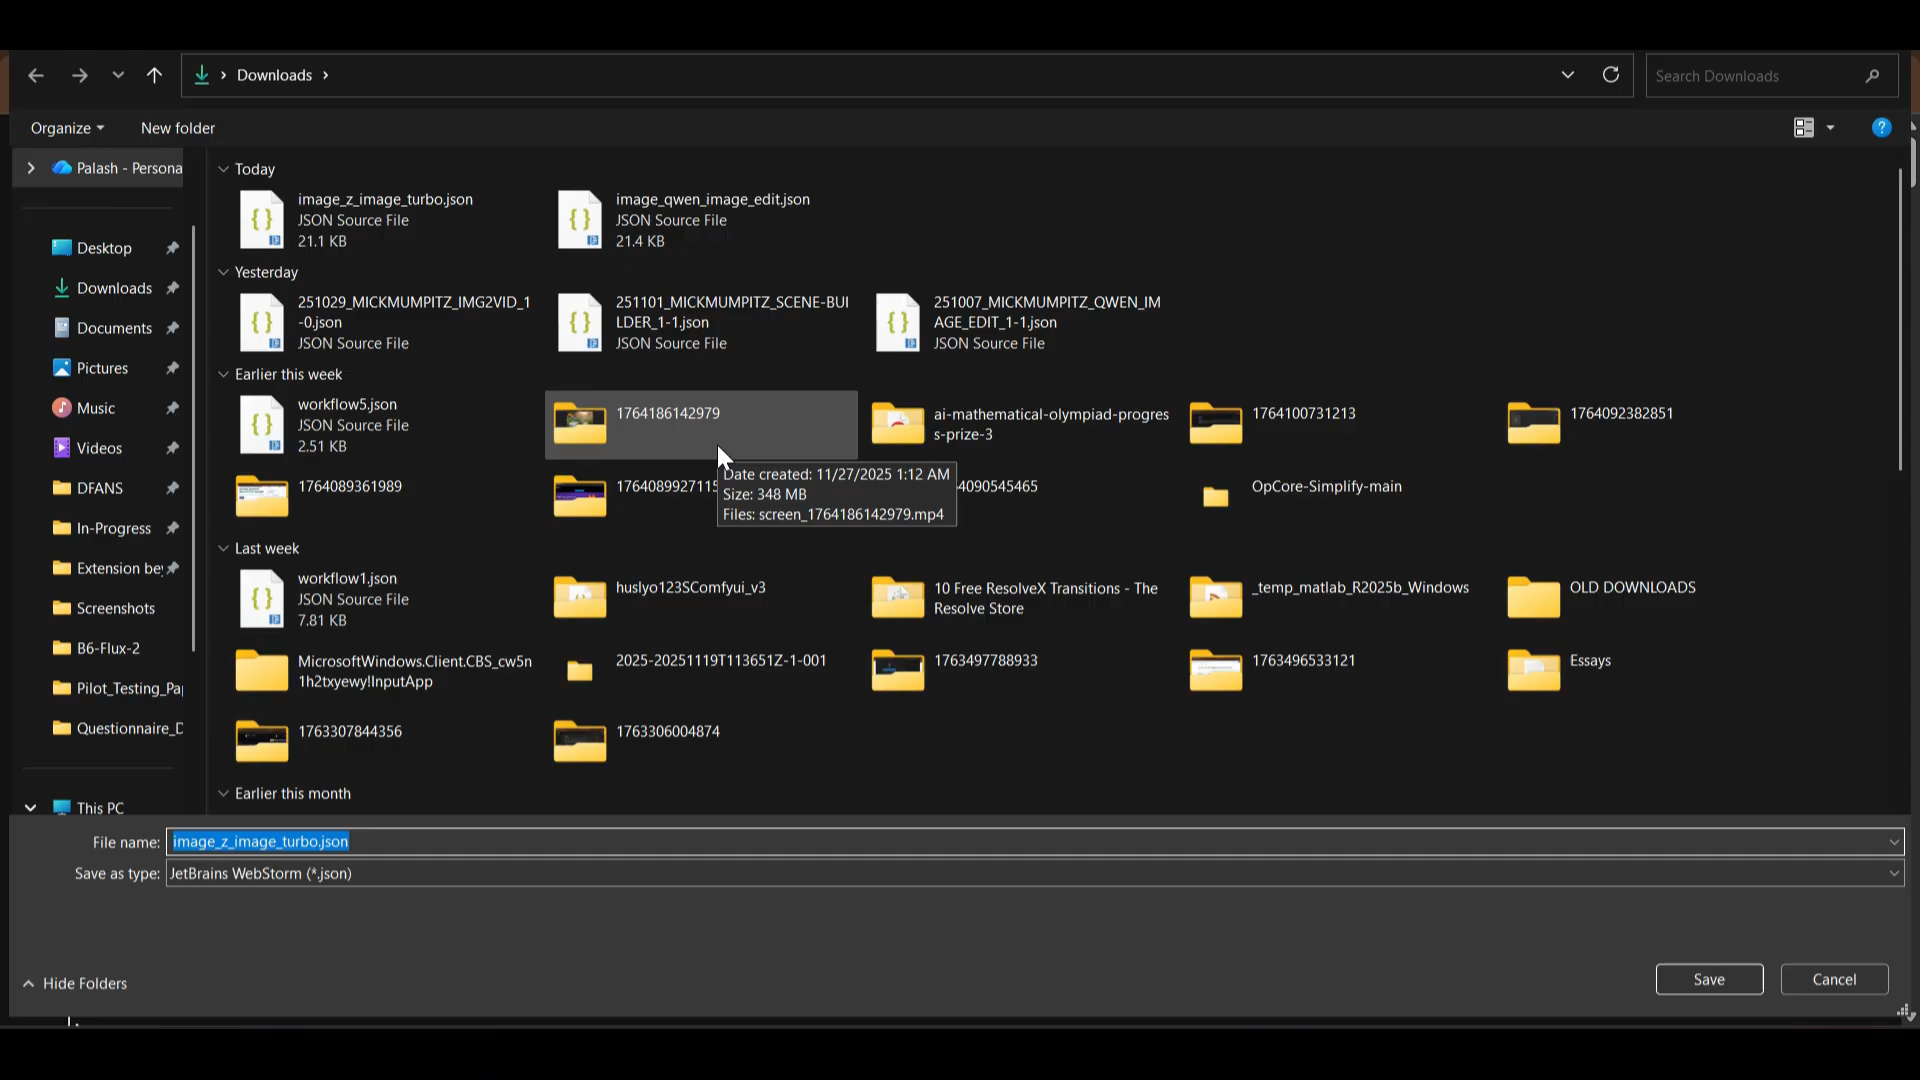 Downloads
Search Downloads
Organize
New folder
?
Palash - Persona
Desktop
Downloads
Documents
Pictures
Music
Videos
DFANS
In-Progress
Extension be
Screenshots
B6-Flux-2
Pilot_Testing_Pa
Questionnaire_D
This PC
Today
image_z_image_turbo.json
JSON Source File
21.1 KB
image_qwen_image_edit.json
JSON Source File
21.4 KB
Yesterday
251029_MICKMUMPITZ_IMG2VID_1
-0.json
JSON Source File
251101_MICKMUMPITZ_SCENE-BUI
LDER_1-1.json
JSON Source File
251007_MICKMUMPITZ_QWEN_IM
AGE_EDIT_1-1.json
JSON Source File
Earlier this week
workflow5.json
JSON Source File
2.51 KB
1764186142979
ai-mathematical-olympiad-progres
s-prize-3
1764100731213
1764092382851
1764089361989
1764089927115
4090545465
OpCore-Simplify-main
Date created: 11/27/2025 1:12 AM
Size: 348 MB
Files: screen_1764186142979.mp4
Last week
workflow1.json
JSON Source File
7.81 KB
huslyo123SComfyui_v3
10 Free ResolveX Transitions - The
Resolve Store
_temp_matlab_R2025b_Windows
OLD DOWNLOADS
MicrosoftWindows.Client.CBS_cw5n
1h2txyewy!InputApp
2025-20251119T113651Z-1-001
1763497788933
1763496533121
Essays
1763307844356
1763306004874
Earlier this month
File name: image_z_image_turbo.json
Save as type: JetBrains WebStorm (*.json)
Hide Folders
Save
Cancel